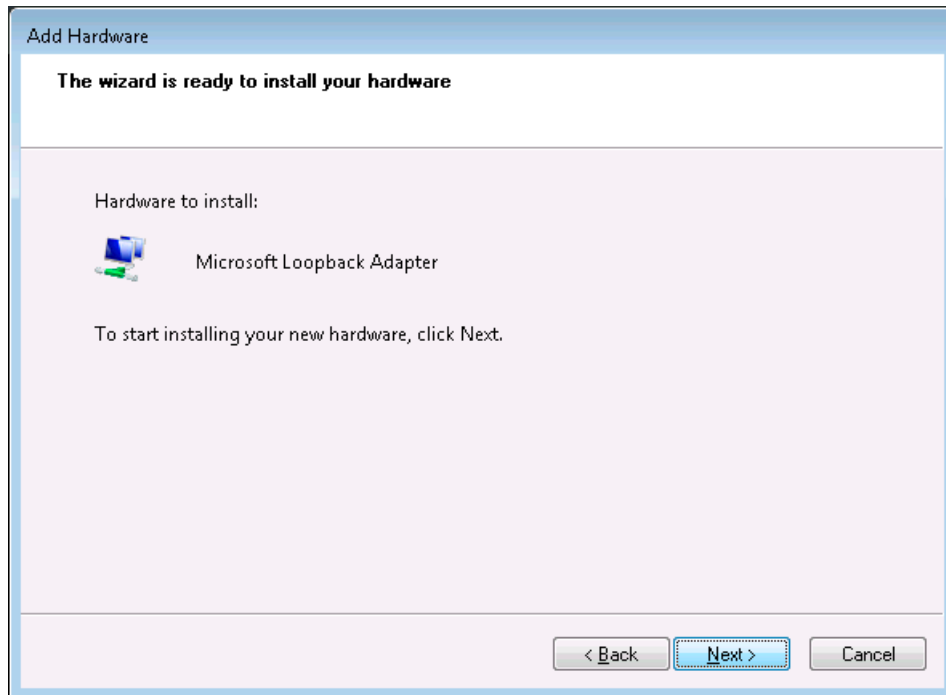 Add Hardware
The wizard is ready to install your hardware
Hardware to install:
Microsoft Loopback Adapter
To start installing your new hardware, click Next.
< Back
Next >
Cancel